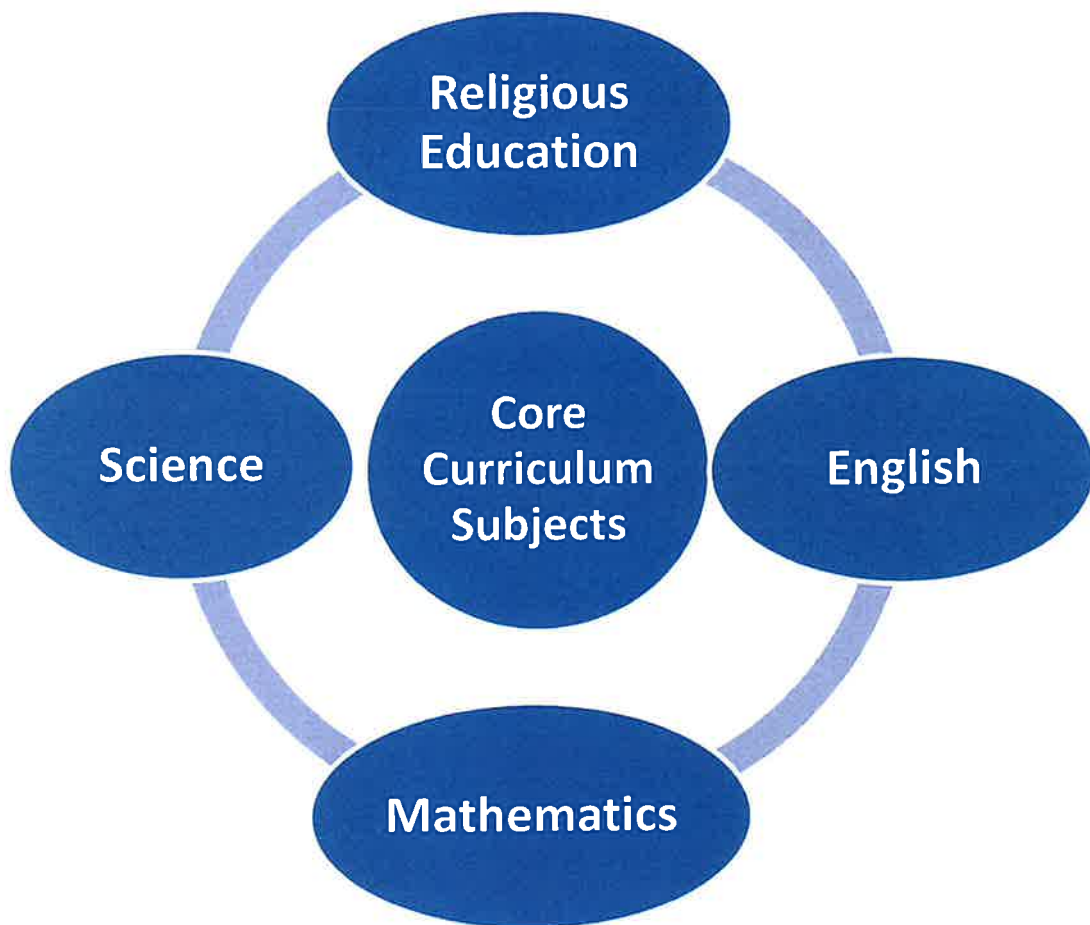 Religious
Education
Science
Core
Curriculum
Subjects
English
Mathematics